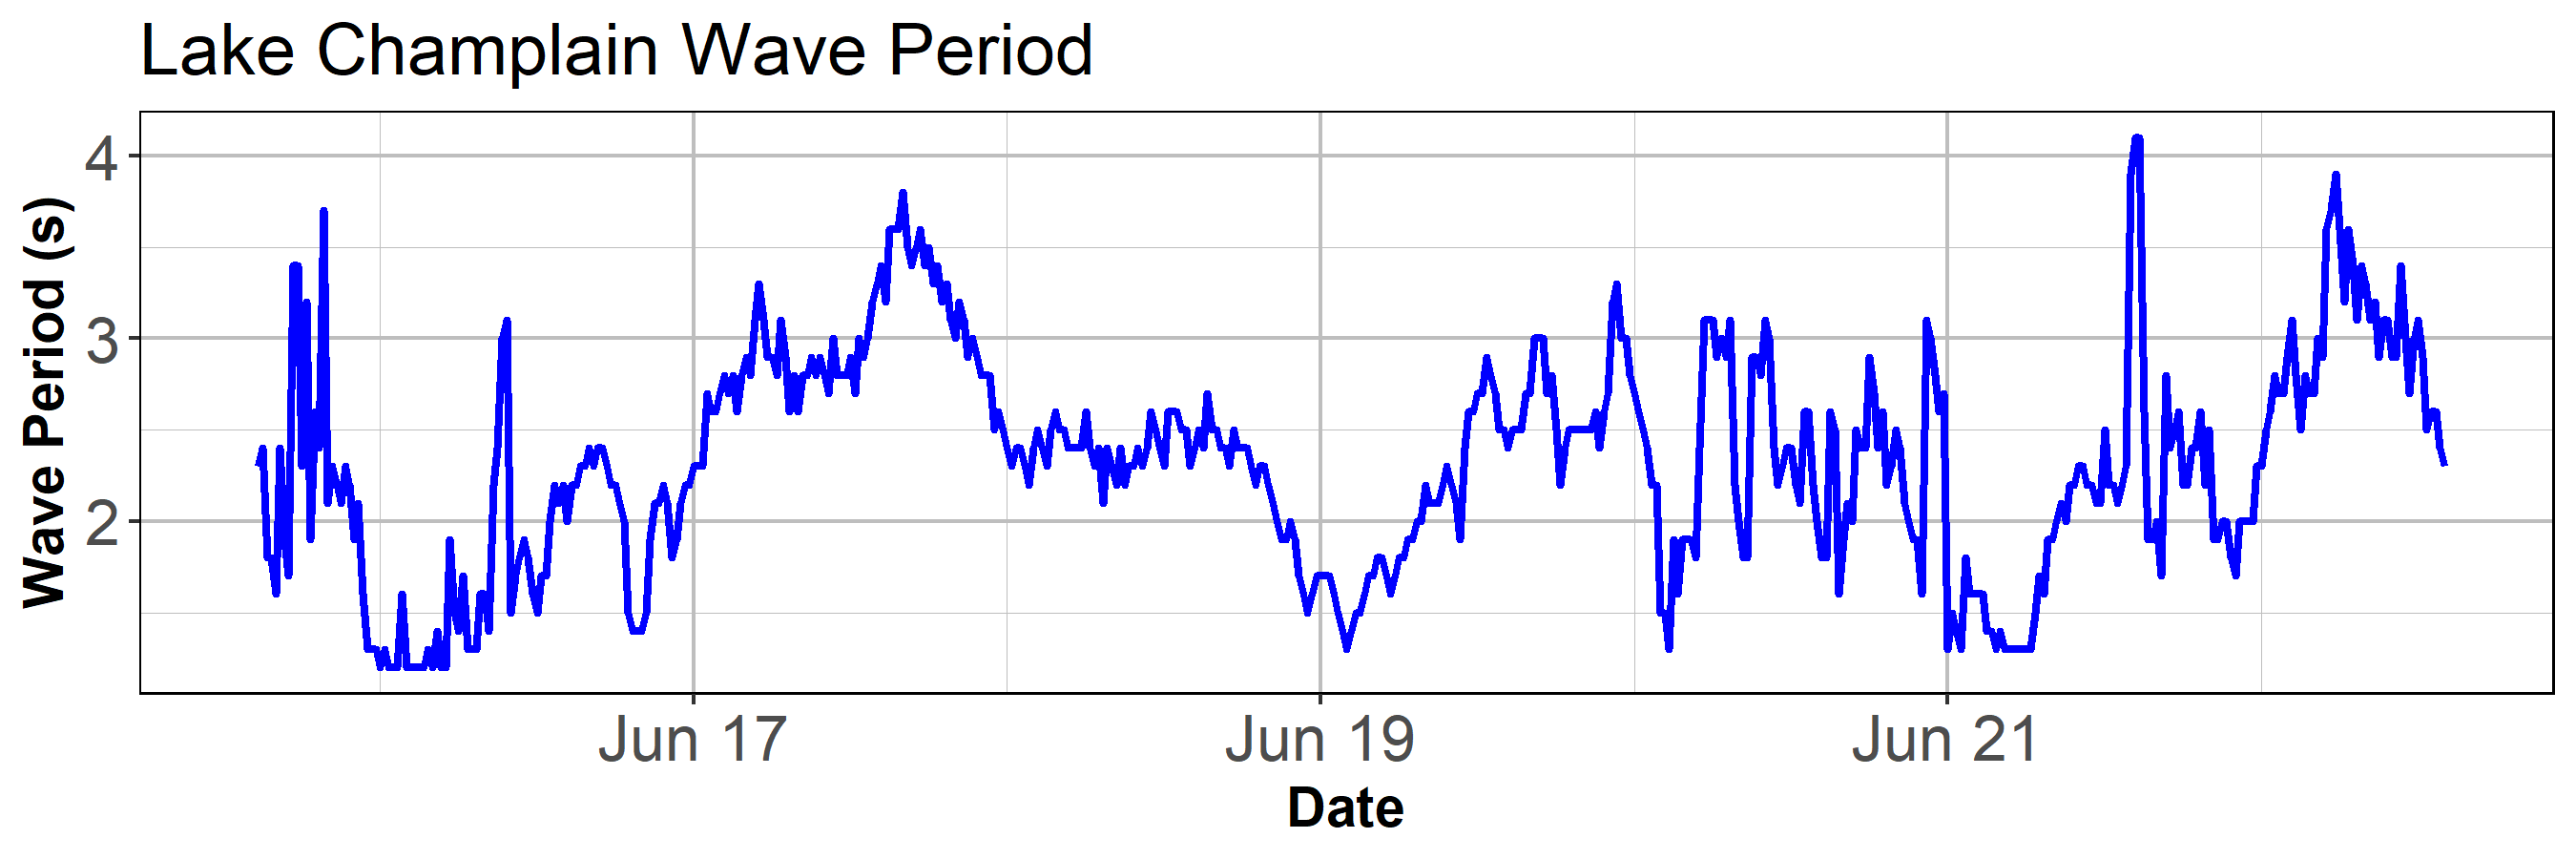 Lake Champlain Wave Period
Wave Period (s)
4
3
2
Jun 17
Jun 19
Jun 21
Date